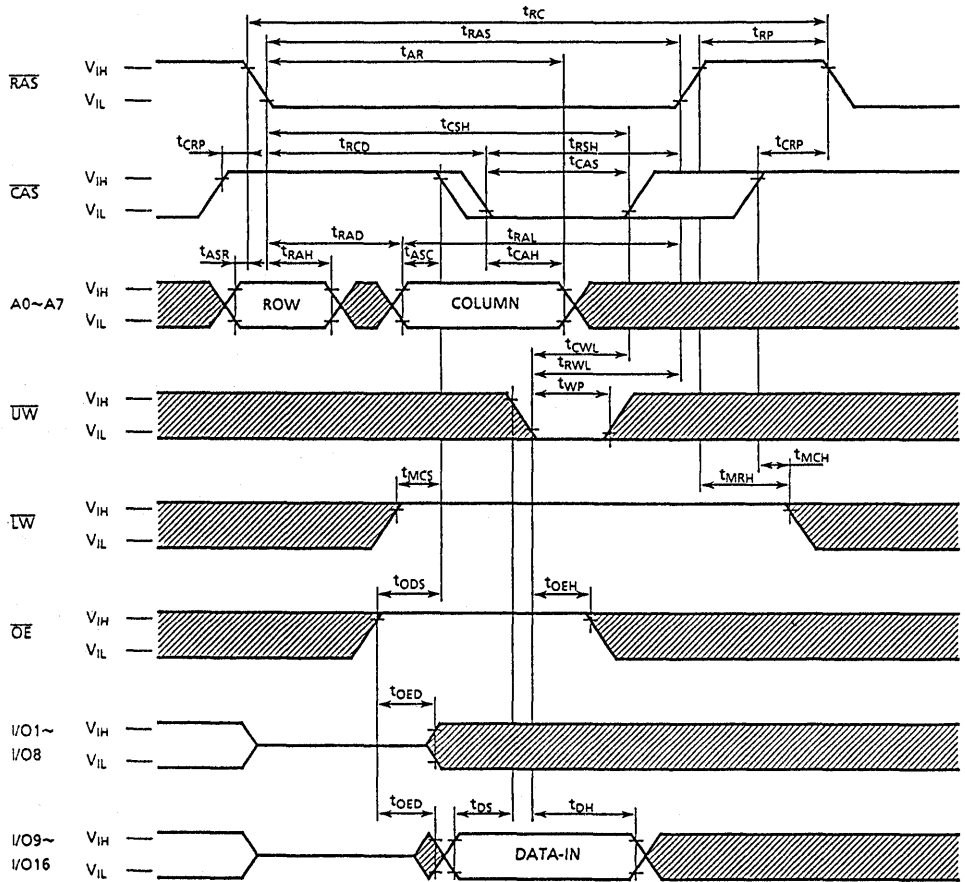 tRC
tRAS
tRP
tAR
RAS
VIH
VIL
tCSH
tCRP
tRCD
tRSH
tCRP
tCAS
CAS
VIH
VIL
tRAD
tRAL
tASR
tRAH
tASC
tCAH
A0~A7
VIH
VIL
ROW
COLUMN
tCWL
tRWL
tWP
UW
VIH
VIL
tMCH
tMCS
tMRH
LW
VIH
VIL
tODS
tOEH
OE
VIH
VIL
tOED
I/O1~
I/O8
VIH
VIL
tOED
tDS
tDH
I/O9~
I/O16
VIH
VIL
DATA-IN